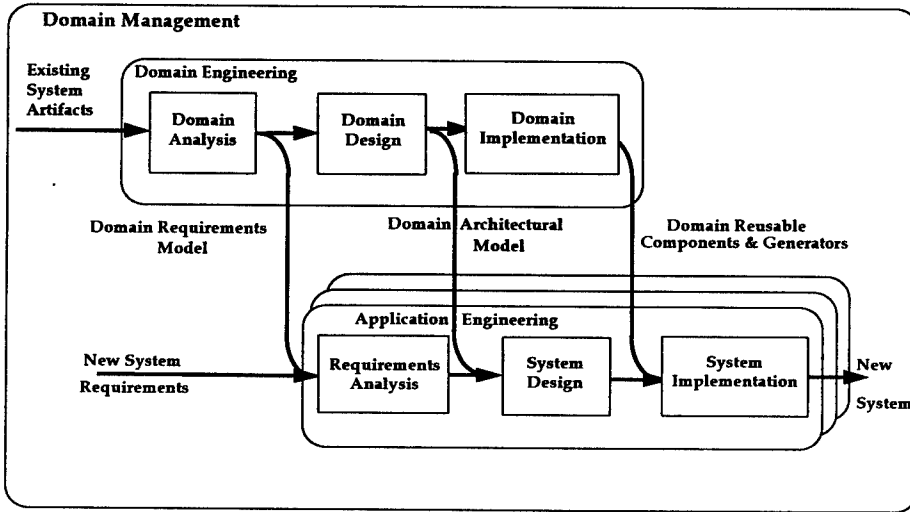 Domain Management
Existing
System
Artifacts
Domain Engineering
Domain
Analysis
Domain
Design
Domain
Implementation
Domain Requirements
Model
Domain Architectural
Model
Domain Reusable
Components & Generators
Application Engineering
New System
Requirements
Requirements
Analysis
System
Design
System
Implementation
New
System